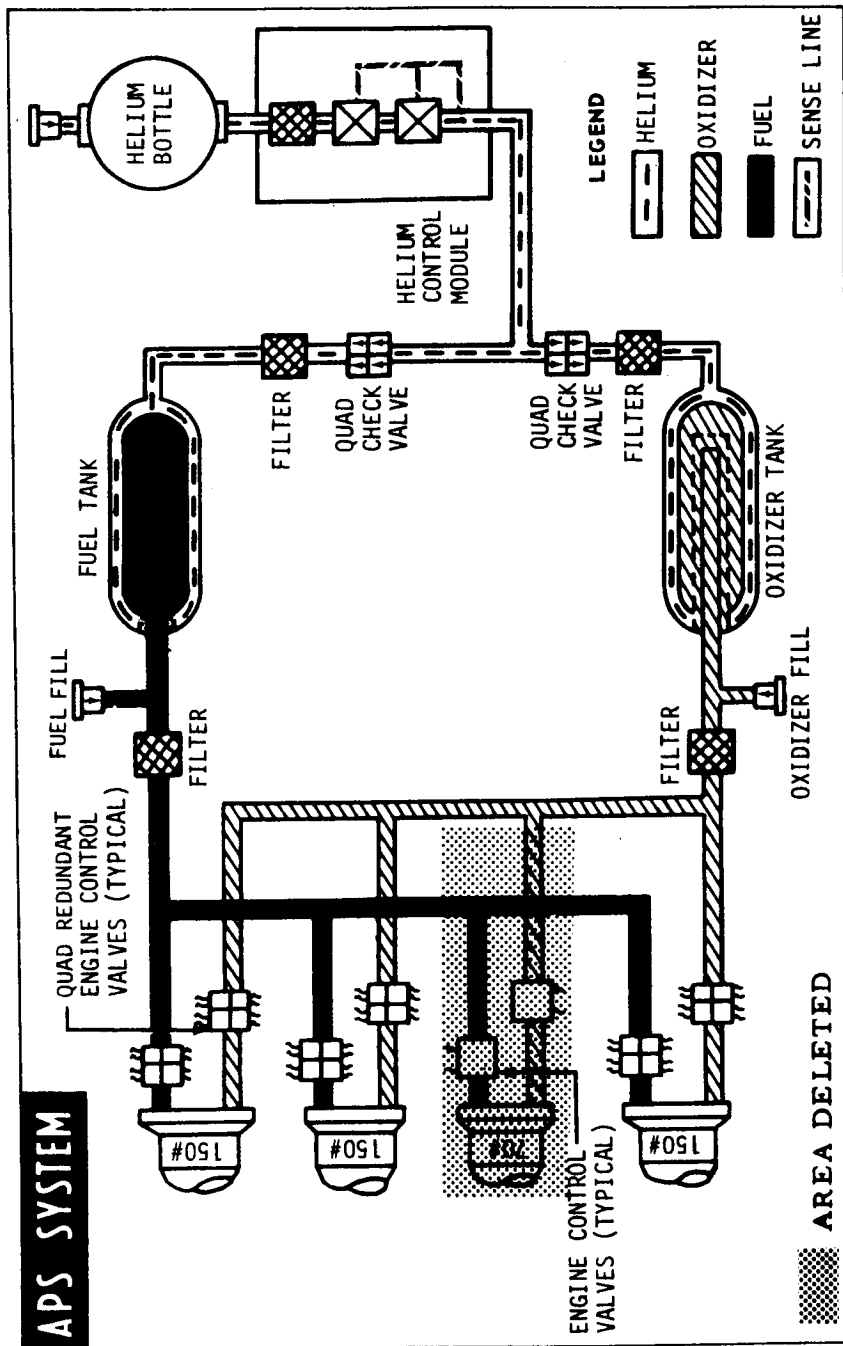 APS SYSTEM
QUAD REDUNDANT
ENGINE CONTROL
VALVES (TYPICAL)
FUEL FILL
FUEL TANK
HELIUM
BOTTLE
FILTER
FILTER
QUAD
CHECK
VALVE
HELIUM
CONTROL
MODULE
150#
150#
70#
150#
QUAD
CHECK
VALVE
FILTER
FILTER
OXIDIZER TANK
OXIDIZER FILL
ENGINE CONTROL
VALVES (TYPICAL)
LEGEND
HELIUM
OXIDIZER
FUEL
SENSE LINE
AREA DELETED